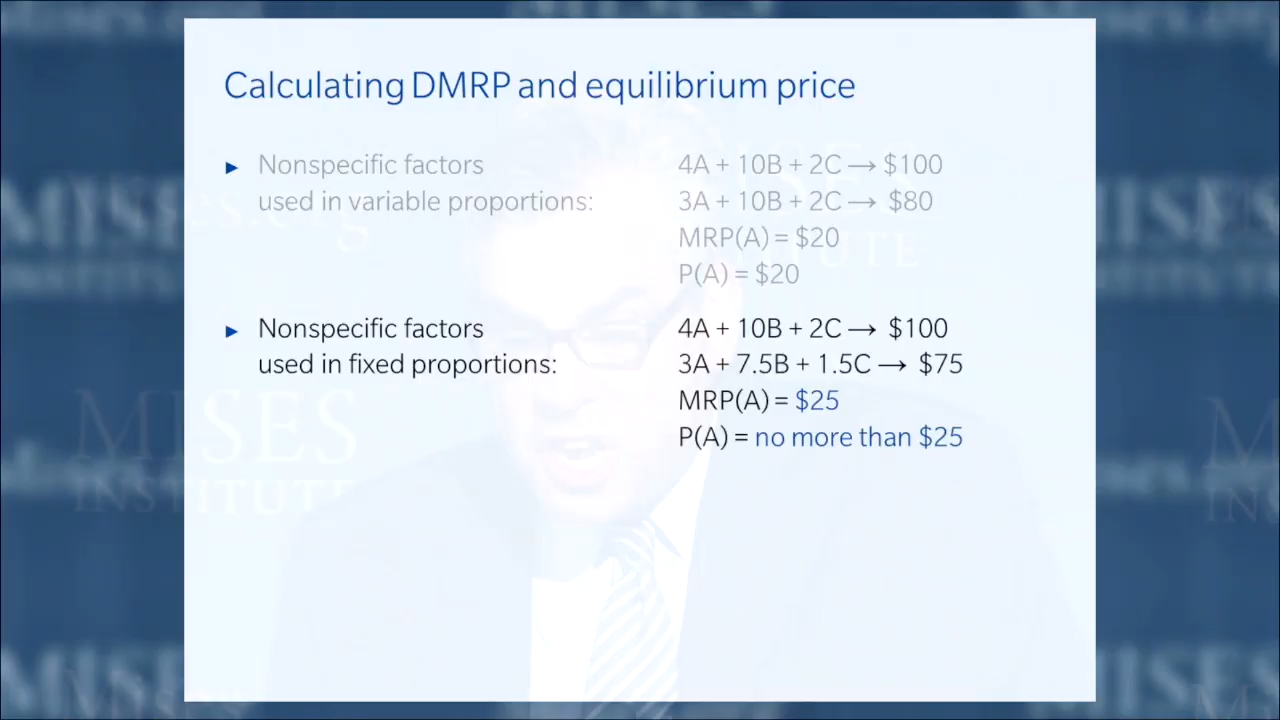 Calculating DMRP and equilibrium price
► Nonspecific factors
used in variable proportions:
4A + 10B + 2C → $100
3A + 10B + 2C → $80
MRP(A) = $20
P(A) = $20
► Nonspecific factors
used in fixed proportions:
4A + 10B + 2C → $100
3A + 7.5B + 1.5C → $75
MRP(A) = $25
P(A) = no more than $25
MISES
INSTITUTE